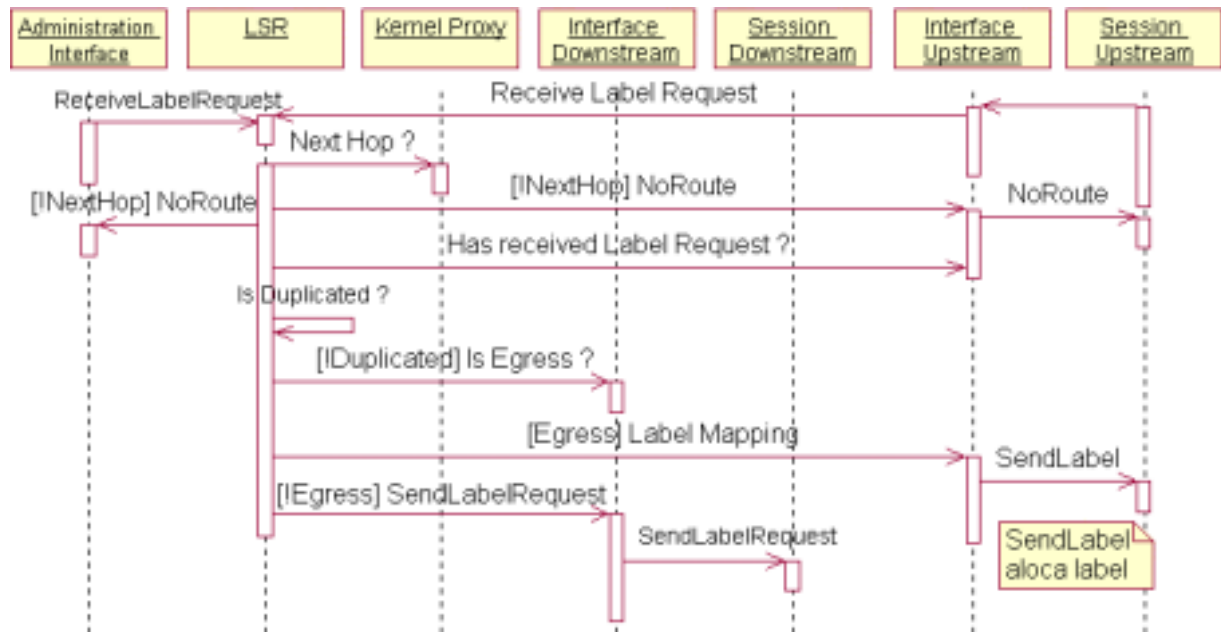 Administration
Interface
LSR
Kernel Proxy
Interface
Downstream
Session
Downstream
Interface
Upstream
Session
Upstream
ReceiveLabelRequest
Receive Label Request
Next Hop ?
[!NextHop] NoRoute
[!NextHop] NoRoute
NoRoute
Has received Label Request ?
Is Duplicated ?
[!Duplicated] Is Egress ?
[Egress] Label Mapping
SendLabel
[!Egress] SendLabelRequest
SendLabelRequest
SendLabel
aloca label